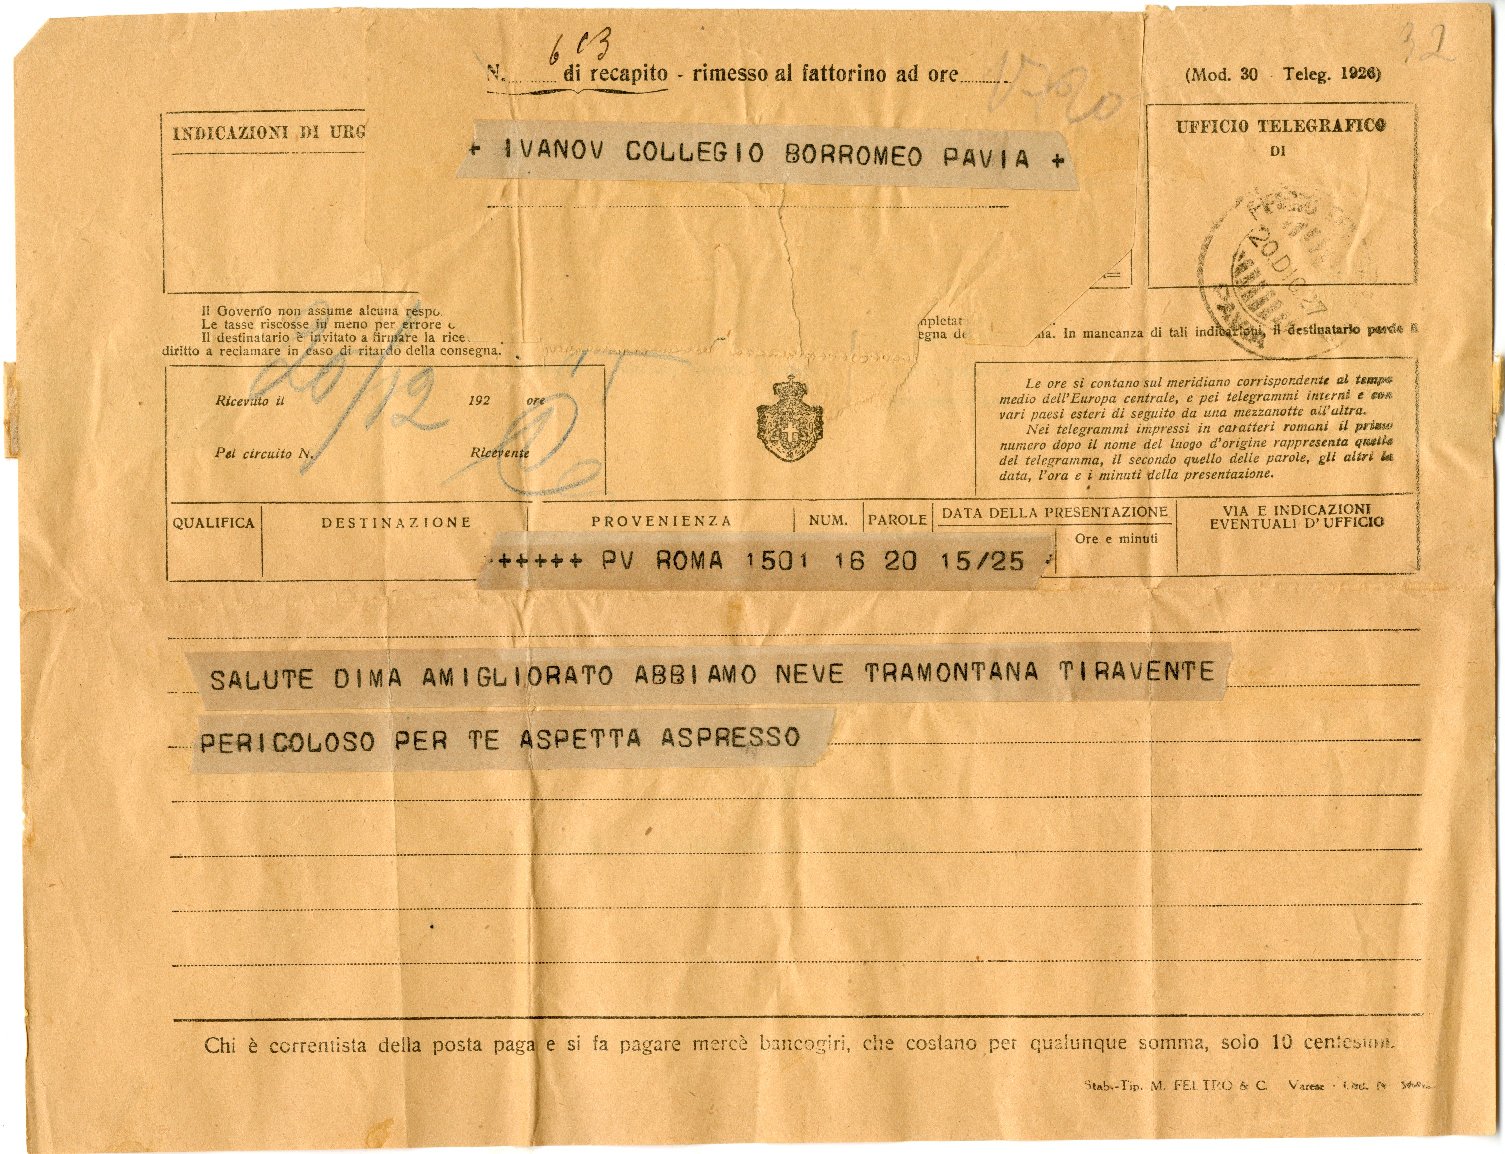 603
N. di recapito - rimesso al fattorino ad ore
(Mod. 30 - Teleg. 1926)
INDICAZIONI DI URG
UFFICIO TELEGRAFICO
DI
+ IVANOV COLLEGIO BORROMEO PAVIA +
20.DIC.27
PAVIA
Il Governo non assume alcuna respo
Le tasse riscosse in meno per errore
Il destinatario è invitato a firmare la rice
diritto a reclamare in caso di ritardo della consegna.
In mancanza di tali indicazioni, il destinatario perde
20/12
Ricevuto il 192 ore
Pel circuito N. Ricevente
Le ore si contano sul meridiano corrispondente al tempo
medio dell'Europa centrale, e pei telegrammi interni e con
vari paesi esteri di seguito da una mezzanotte all'altra.
Nei telegrammi impressi in caratteri romani il primo
numero dopo il nome del luogo d'origine rappresenta quello
del telegramma, il secondo quello delle parole, gli altri la
data, l'ora e i minuti della presentazione.
QUALIFICA DESTINAZIONE PROVENIENZA NUM. PAROLE DATA DELLA PRESENTAZIONE VIA E INDICAZIONI
EVENTUALI D'UFFICIO
Ore e minuti
+++++ PV ROMA 1501 16 20 15/25
SALUTE DIMA AMIGLIORATO ABBIAMO NEVE TRAMONTANA TIRAVENTE
PERICOLOSO PER TE ASPETTA ASPRESSO
Chi è correntista della posta paga e si fa pagare mercè bancogiri, che costano per qualunque somma, solo 10 centesimi.
Stab.-Tip. M. FELTRO & C. Varese